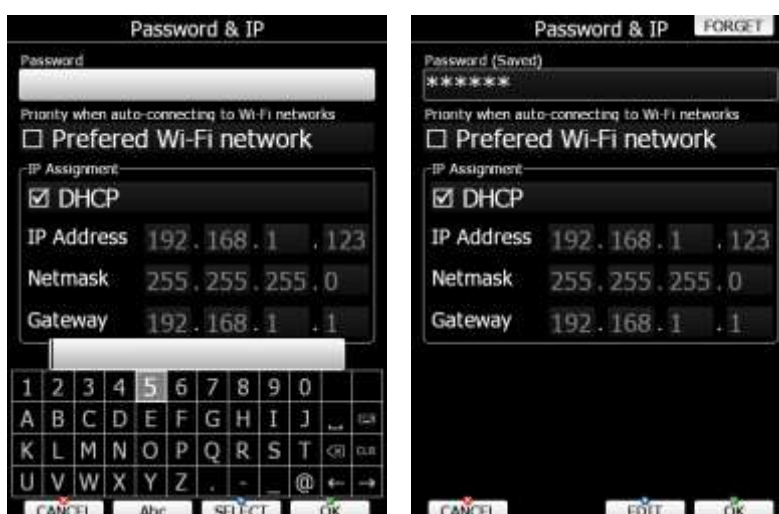 Password & IP
Password
Priority when auto-connecting to Wi-Fi networks
☐ Prefered Wi-Fi network
IP Assignment
☑ DHCP
IP Address 192 . 168 . 1 . 123
Netmask 255 . 255 . 255 . 0
Gateway 192 . 168 . 1 . 1
1 2 3 4 5 6 7 8 9 0
A B C D E F G H I J
K L M N O P Q R S T CLR
U V W X Y Z . - _ @ ← →
CANCEL Abc SELECT OK
Password & IP FORGET
Password (Saved)
******
Priority when auto-connecting to Wi-Fi networks
☐ Prefered Wi-Fi network
IP Assignment
☑ DHCP
IP Address 192 . 168 . 1 . 123
Netmask 255 . 255 . 255 . 0
Gateway 192 . 168 . 1 . 1
CANCEL EDIT OK